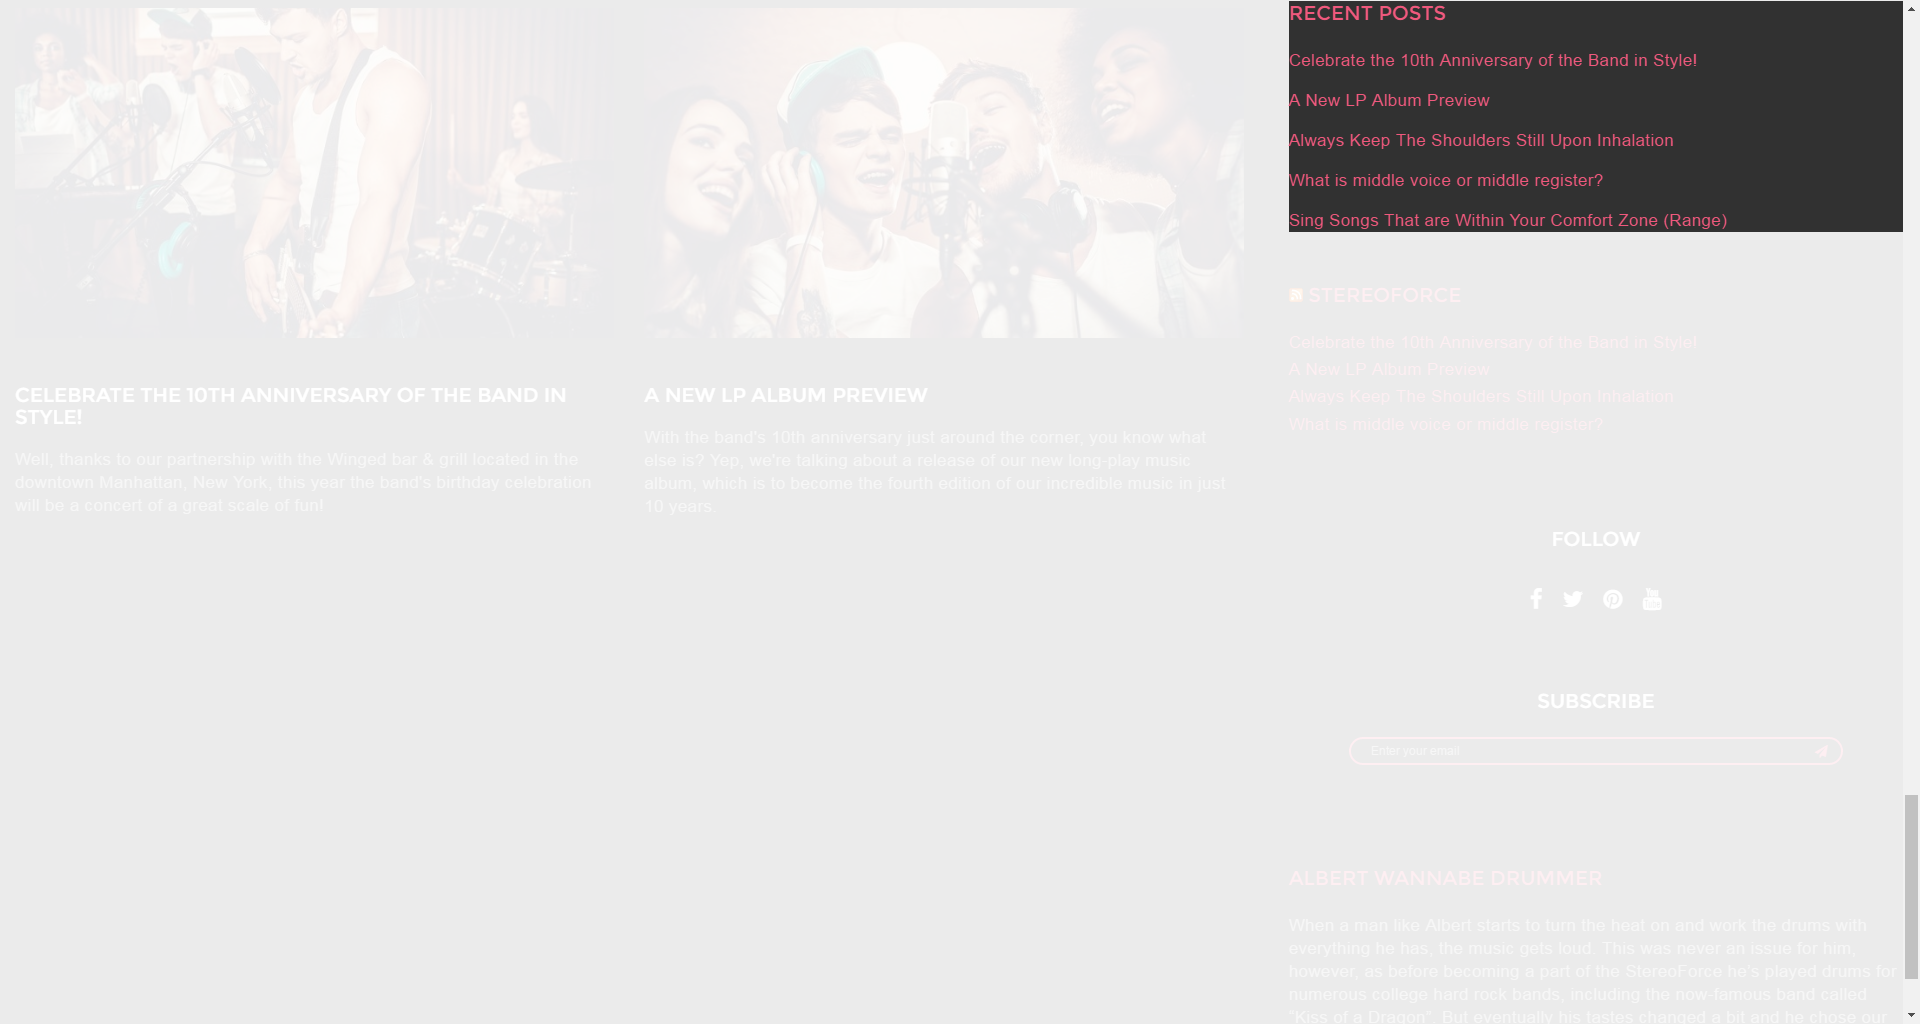 RECENT POSTS
Celebrate the 10th Anniversary of the Band in Style!
A New LP Album Preview
Always Keep The Shoulders Still Upon Inhalation
What is middle voice or middle register?
Sing Songs That are Within Your Comfort Zone (Range)
STEREOFORCE
Celebrate the 10th Anniversary of the Band in Style!
A New LP Album Preview
Always Keep The Shoulders Still Upon Inhalation
What is middle voice or middle register?
CELEBRATE THE 10TH ANNIVERSARY OF THE BAND IN
STYLE!
Well, thanks to our partnership with the Winged bar & grill located in the
downtown Manhattan, New York, this year the band's birthday celebration
will be a concert of a great scale of fun!
A NEW LP ALBUM PREVIEW
With the band's 10th anniversary just around the corner, you know what
else is? Yep, we're talking about a release of our new long-play music
album, which is to become the fourth edition of our incredible music in just
10 years.
FOLLOW
SUBSCRIBE
Enter your email
ALBERT WANNABE DRUMMER
When a man like Albert starts to turn the heat on and work the drums with
everything he has, the music gets loud. This was never an issue for him,
however, as before becoming a part of the StereoForce he's played drums for
numerous college hard rock bands, including the now-famous band called
"Kiss of a Dragon". But eventually his tastes changed a bit and he chose our